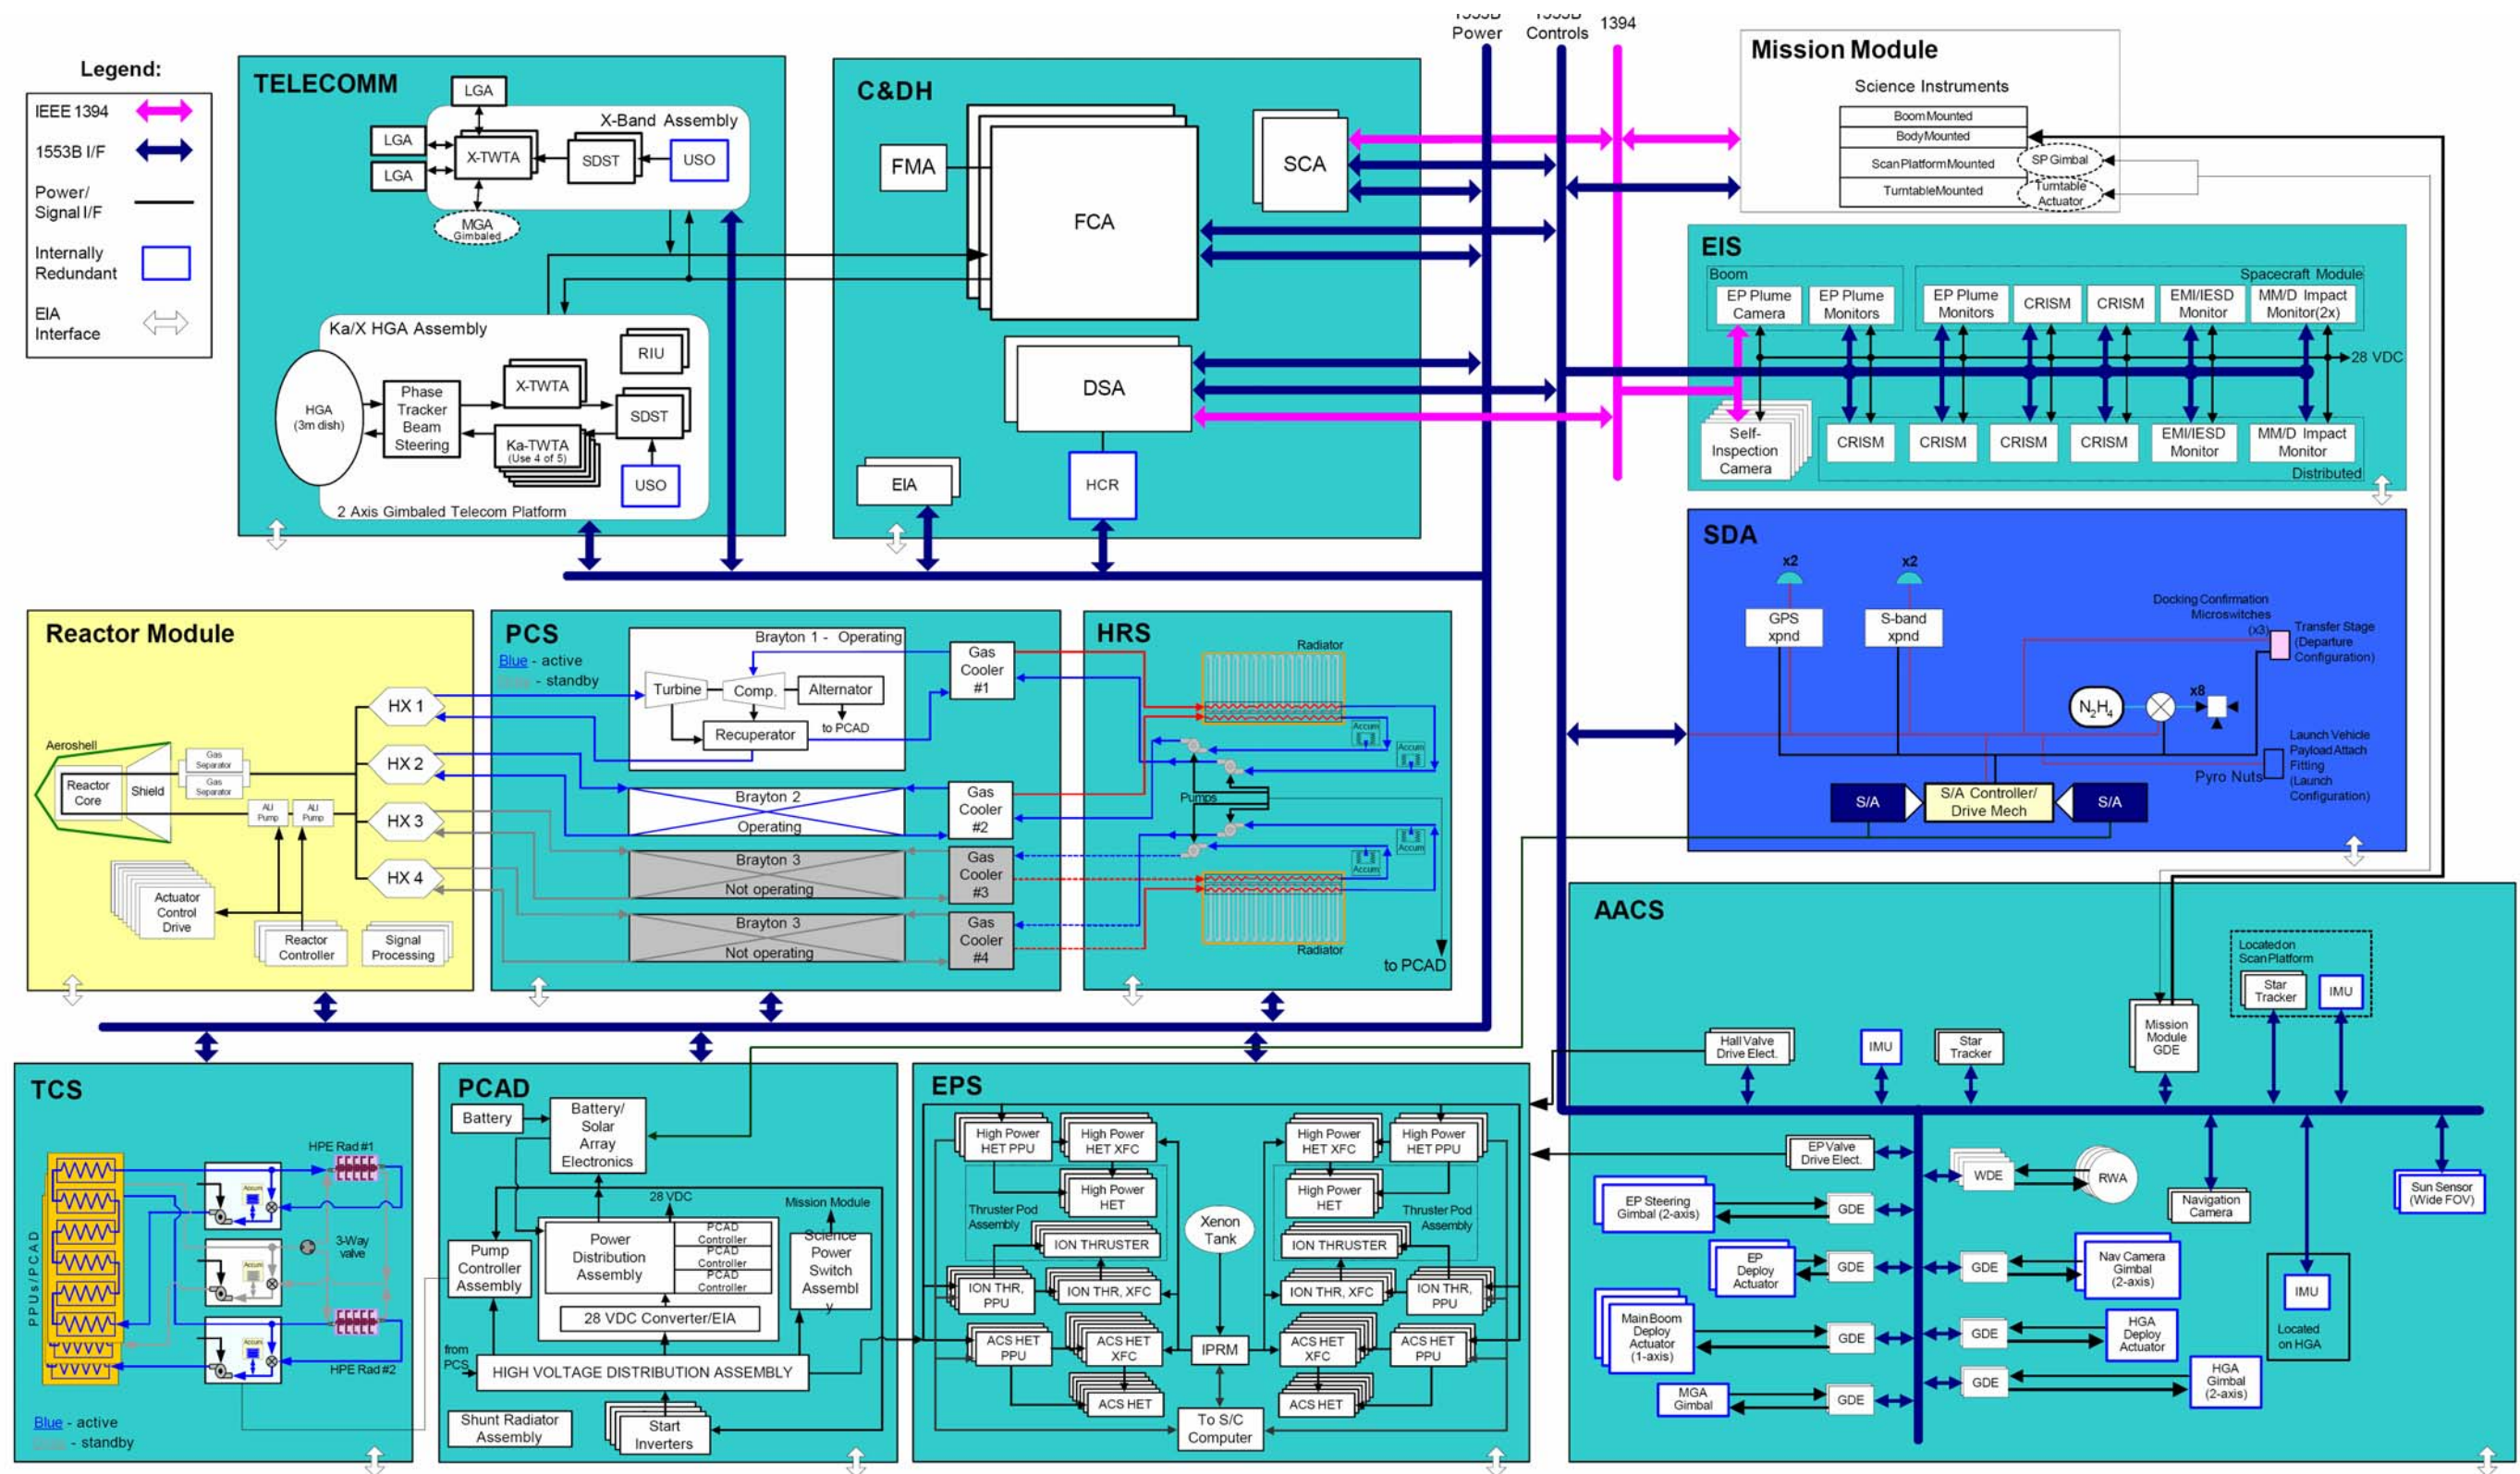 Legend:
IEEE 1394
1553B I/F
Power/
Signal I/F
Internally
Redundant
EIA
Interface
TELECOMM
LGA
X-Band Assembly
LGA
X-TWTA
SDST
USO
LGA
MGA
Gimbaled
Ka/X HGA Assembly
RIU
X-TWTA
HGA
(3m dish)
Phase
Tracker
Beam
Steering
SDST
Ka-TWTA
(Use 4 of 5)
USO
2 Axis Gimbaled Telecom Platform
C&DH
FMA
FCA
SCA
DSA
EIA
HCR
1553B
Power
1553B
Controls
1394
Mission Module
Science Instruments
Boom Mounted
Body Mounted
Scan Platform Mounted
SP Gimbal
Turntable Mounted
Turntable
Actuator
EIS
Boom
Spacecraft Module
EP Plume
Camera
EP Plume
Monitors
EP Plume
Monitors
CRISM
CRISM
EMI/IESD
Monitor
MM/D Impact
Monitor(2x)
28 VDC
Self-
Inspection
Camera
CRISM
CRISM
CRISM
CRISM
EMI/IESD
Monitor
MM/D Impact
Monitor
Distributed
SDA
x2
x2
GPS
xpnd
S-band
xpnd
Docking Confirmation
Microswitches
(x3)
Transfer Stage
(Departure
Configuration)
N2H4
x8
Launch Vehicle
Payload Attach
Fitting
(Launch
Configuration)
Pyro Nuts
S/A
S/A Controller/
Drive Mech
S/A
Reactor Module
Aeroshell
Reactor
Core
Shield
Gas
Separator
Gas
Separator
ALI
Pump
ALI
Pump
HX 1
HX 2
HX 3
HX 4
Actuator
Control
Drive
Reactor
Controller
Signal
Processing
PCS
Blue - active
- standby
Brayton 1 - Operating
Turbine
Comp.
Alternator
Recuperator
to PCAD
Gas
Cooler
#1
Brayton 2
Operating
Gas
Cooler
#2
Brayton 3
Not operating
Gas
Cooler
#3
Brayton 3
Not operating
Gas
Cooler
#4
HRS
Radiator
Accum
Accum
Pumps
Accum
Accum
Radiator
to PCAD
TCS
PPUs/PCAD
HPE Rad #1
Accum
Accum
3-Way
valve
Accum
HPE Rad #2
Blue - active
- standby
PCAD
Battery
Battery/
Solar
Array
Electronics
28 VDC
Mission Module
Pump
Controller
Assembly
Power
Distribution
Assembly
PCAD
Controller
PCAD
Controller
PCAD
Controller
Science
Power
Switch
Assembl
y
28 VDC Converter/EIA
from
PCS
HIGH VOLTAGE DISTRIBUTION ASSEMBLY
Shunt Radiator
Assembly
Start
Inverters
EPS
High Power
HET PPU
High Power
HET XFC
High Power
HET XFC
High Power
HET PPU
High Power
HET
High Power
HET
Thruster Pod
Assembly
Xenon
Tank
Thruster Pod
Assembly
ION THRUSTER
ION THRUSTER
ION THR,
PPU
ION THR, XFC
ION THR, XFC
ION THR,
PPU
ACS HET
PPU
ACS HET
XFC
IPRM
ACS HET
XFC
ACS HET
PPU
ACS HET
ACS HET
To S/C
Computer
AACS
Located on
Scan Platform
Star
Tracker
IMU
Hall Valve
Drive Elect.
IMU
Star
Tracker
Mission
Module
GDE
EP Valve
Drive Elect.
WDE
RWA
Navigation
Camera
Sun Sensor
(Wide FOV)
EP Steering
Gimbal (2-axis)
GDE
EP
Deploy
Actuator
GDE
GDE
Nav Camera
Gimbal
(2-axis)
IMU
Located
on HGA
Main Boom
Deploy
Actuator
(1-axis)
GDE
GDE
HGA
Deploy
Actuator
MGA
Gimbal
GDE
GDE
HGA
Gimbal
(2-axis)